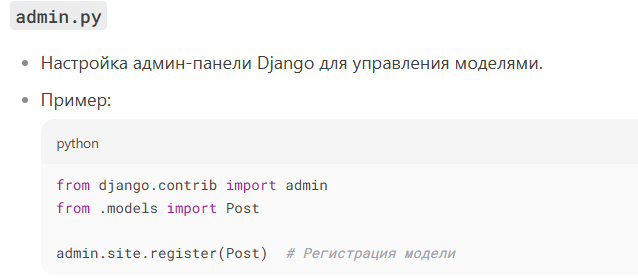 admin.py
Настройка админ-панели Django для управления моделями.
Пример:
python
from django.contrib import admin
from .models import Post
admin.site.register(Post)  # Регистрация модели